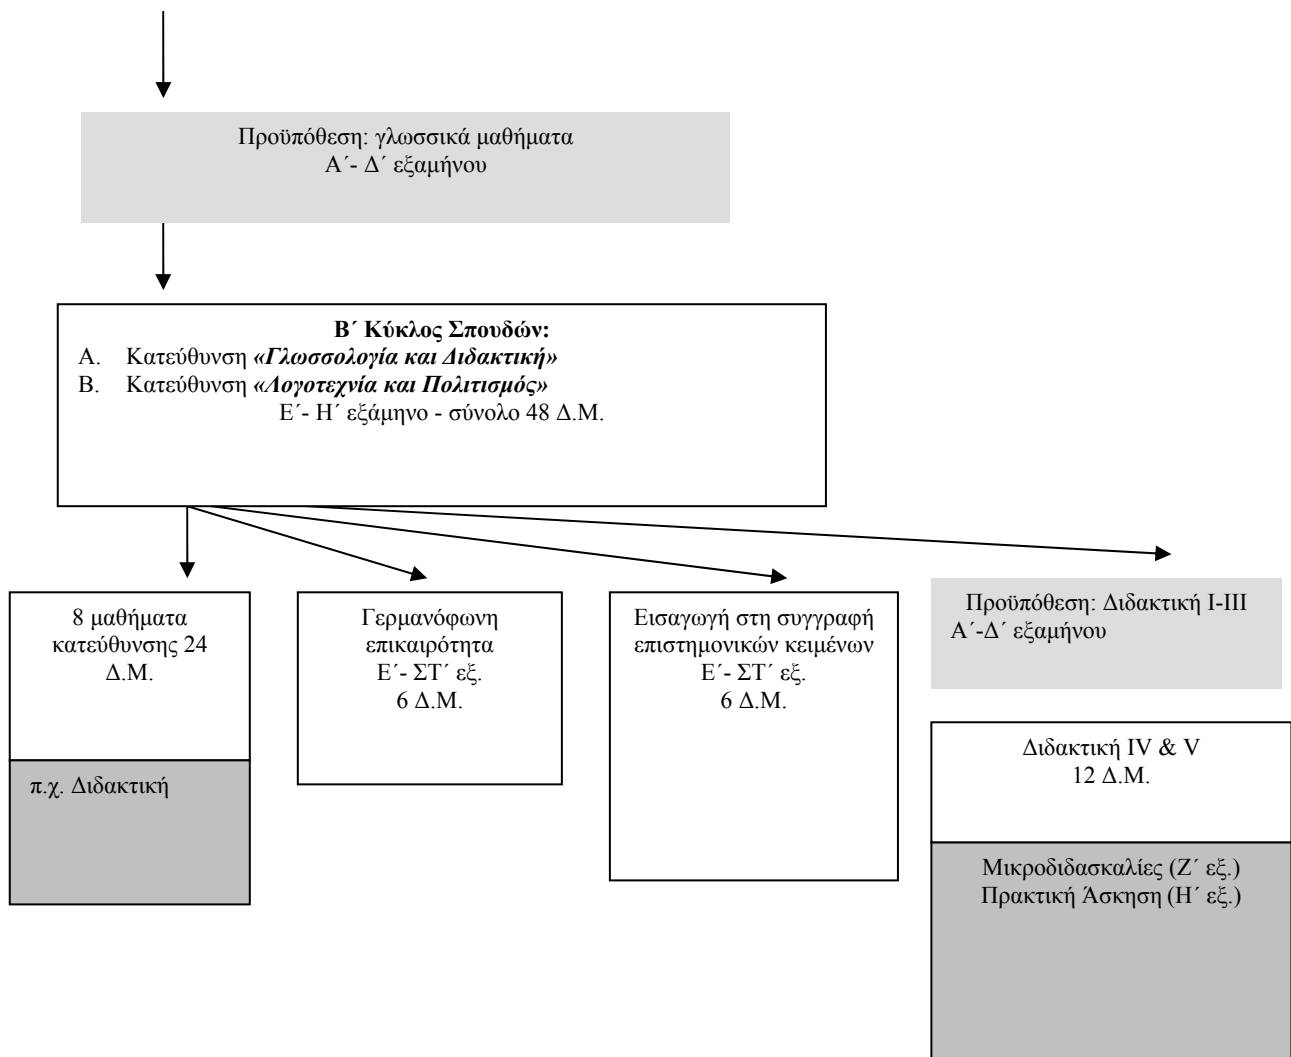 Προϋπόθεση: γλωσσικά μαθήματα
Α΄- Δ΄ εξαμήνου
Β΄ Κύκλος Σπουδών:
Α. Κατεύθυνση «Γλωσσολογία και Διδακτική»
Β. Κατεύθυνση «Λογοτεχνία και Πολιτισμός»
Ε΄- Η΄ εξάμηνο - σύνολο 48 Δ.Μ.
8 μαθήματα
κατεύθυνσης 24
Δ.Μ.
π.χ. Διδακτική
Γερμανόφωνη
επικαιρότητα
Ε΄- ΣΤ΄ εξ.
6 Δ.Μ.
Εισαγωγή στη συγγραφή
επιστημονικών κειμένων
Ε΄- ΣΤ΄ εξ.
6 Δ.Μ.
Προϋπόθεση: Διδακτική Ι-ΙΙΙ
Α΄-Δ΄ εξαμήνου
Διδακτική IV & V
12 Δ.Μ.
Μικροδιδασκαλίες (Ζ΄ εξ.)
Πρακτική Άσκηση (Η΄ εξ.)